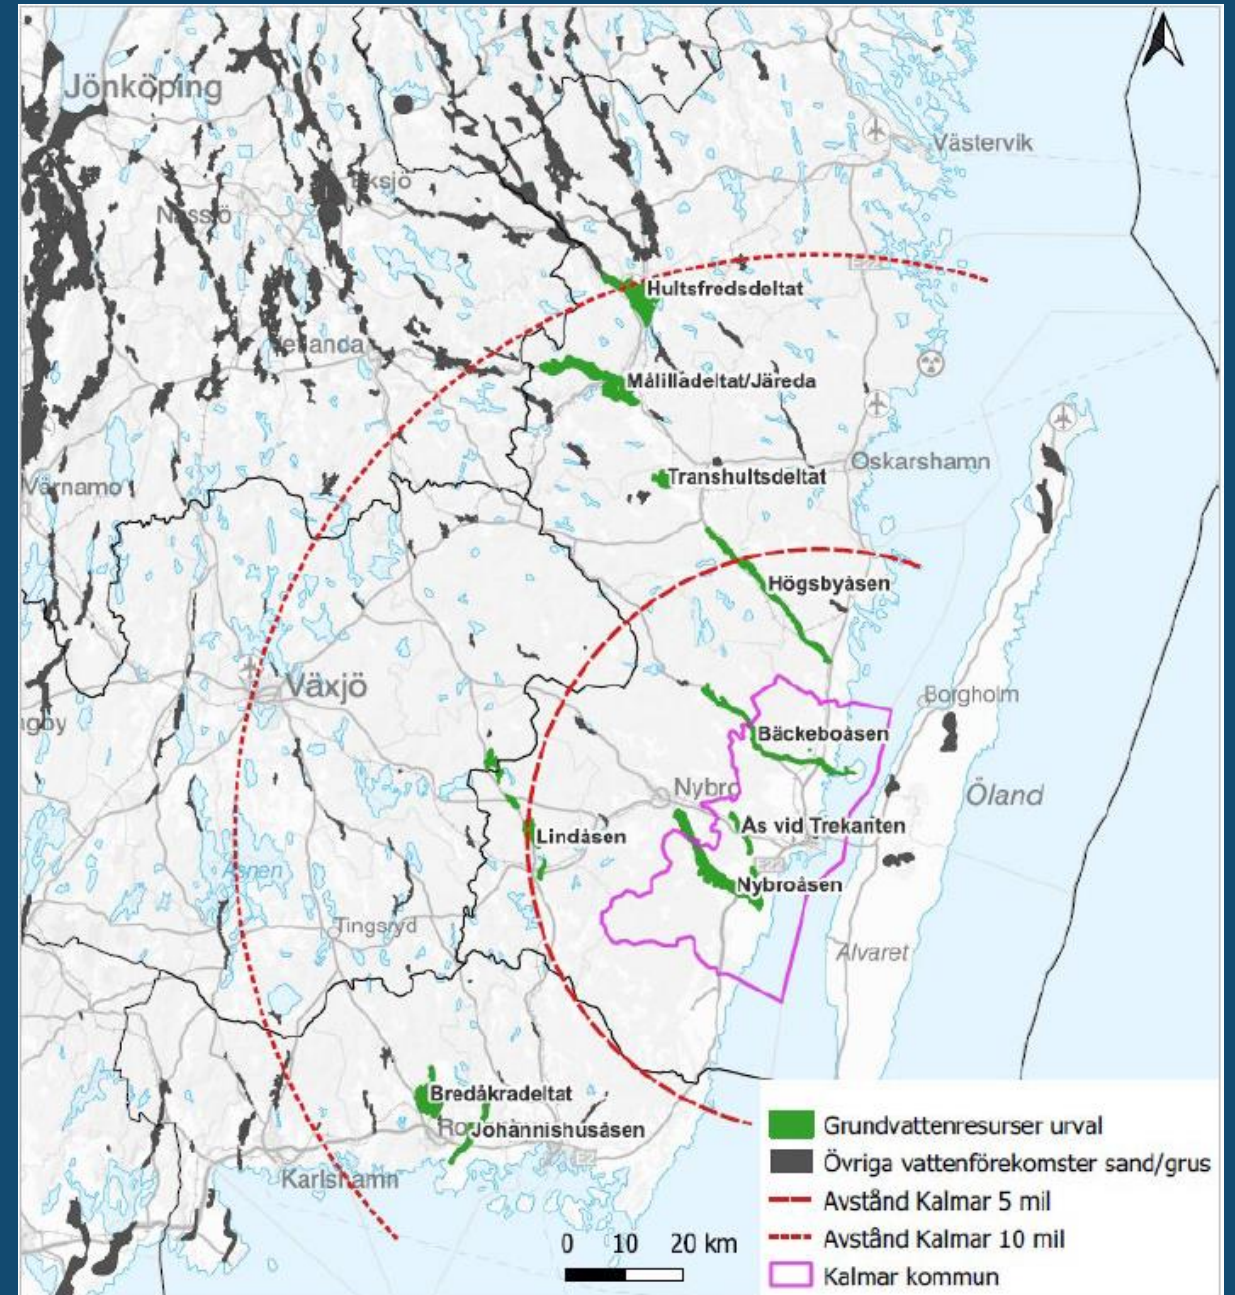 Jönköping
Västervik
Eksjö
Nässjö
Hultsfredsdeltat
Vetlanda
Målilladeltat/Järeda
Oskarshamn
Transhultsdeltat
Värnamo
Högsbyåsen
Växjö
Borgholm
Bäckeboåsen
Nybro
Öland
Ås vid Trekanten
Lindåsen
E22
Nybroåsen
Tingsryd
Alvaret
Bredåkradeltat
Johannishusåsen
Karlshamn
Grundvattenresurser urval
Övriga vattenförekomster sand/grus
Avstånd Kalmar 5 mil
0 10 20 km
Avstånd Kalmar 10 mil
Kalmar kommun